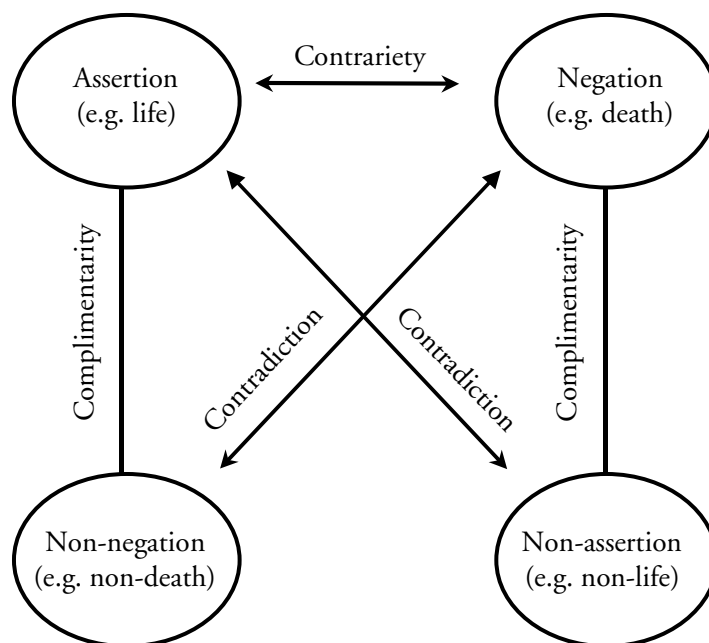 Contrariety
Assertion
(e.g. life)
Negation
(e.g. death)
Complimentarity
Contradiction
Contradiction
Complimentarity
Non-negation
(e.g. non-death)
Non-assertion
(e.g. non-life)